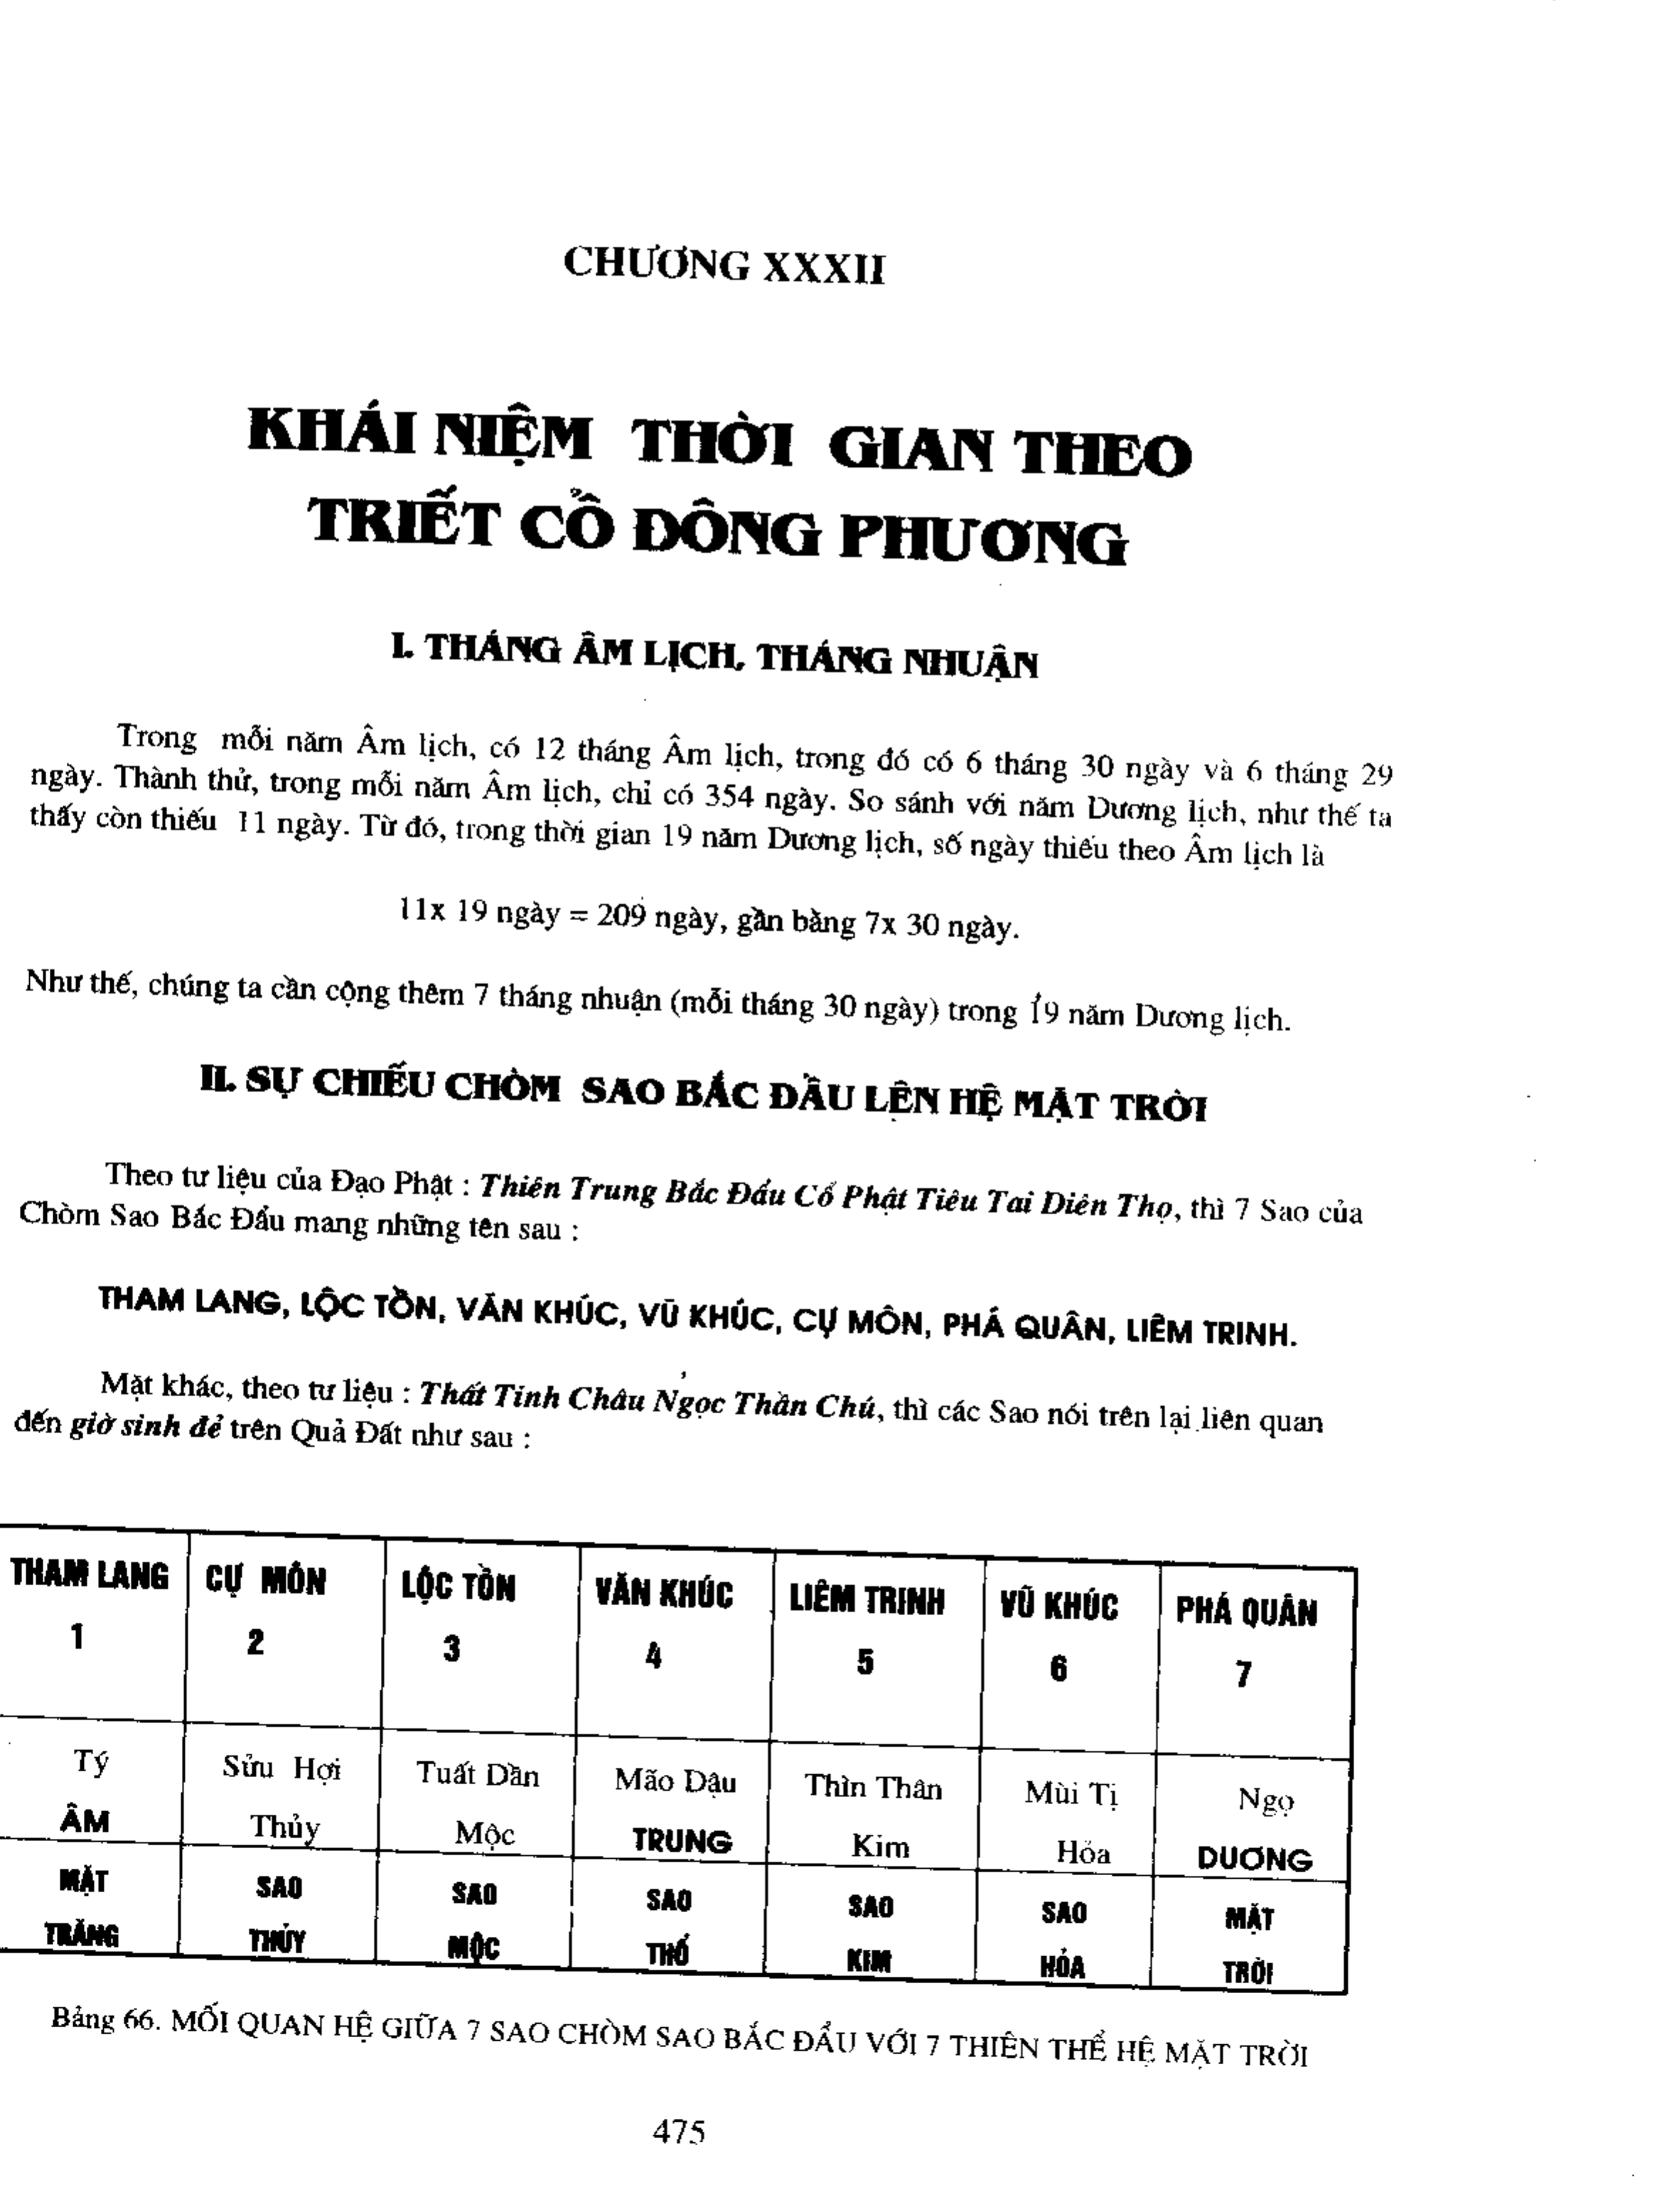 CHƯƠNG XXXII
KHÁI NIỆM THỜI GIAN THEO
TRIẾT CỔ ĐÔNG PHƯƠNG
I. THÁNG ÂM LỊCH, THÁNG NHUẬN
Trong mỗi năm Âm lịch, có 12 tháng Âm lịch, trong đó có 6 tháng 30 ngày và 6 tháng 29
ngày. Thành thử, trong mỗi năm Âm lịch, chỉ có 354 ngày. So sánh với năm Dương lịch, như thế ta
thấy còn thiếu 11 ngày. Từ đó, trong thời gian 19 năm Dương lịch, số ngày thiếu theo Âm lịch là
11x 19 ngày = 209 ngày, gần bằng 7x 30 ngày.
Như thế, chúng ta cần cộng thêm 7 tháng nhuận (mỗi tháng 30 ngày) trong 19 năm Dương lịch.
II. SỰ CHIẾU CHÒM SAO BẮC ĐẨU LÊN HỆ MẶT TRỜI
Theo tư liệu của Đạo Phật : Thiên Trung Bắc Đẩu Cổ Phật Tiêu Tai Diên Thọ, thì 7 Sao của
Chòm Sao Bắc Đẩu mang những tên sau :
THAM LANG, LỘC TỒN, VĂN KHÚC, VŨ KHÚC, CỰ MÔN, PHÁ QUÂN, LIÊM TRINH.
Mặt khác, theo tư liệu : Thất Tinh Châu Ngọc Thần Chú, thì các Sao nói trên lại liên quan
đến giờ sinh đẻ trên Quả Đất như sau :
THAM LANG CỰ MÔN LỘC TỒN VĂN KHÚC LIÊM TRINH VŨ KHÚC PHÁ QUÂN
1 2 3 4 5 6 7
Tý Sửu Hợi Tuất Dần Mão Dậu Thìn Thân Mùi Tị Ngọ
ÂM Thủy Mộc TRUNG Kim Hỏa DƯƠNG
MẶT SAO SAO SAO SAO SAO MẶT
TRĂNG THỦY MỘC THỔ KIM HỎA TRỜI
Bảng 66. MỐI QUAN HỆ GIỮA 7 SAO CHÒM SAO BẮC ĐẨU VỚI 7 THIÊN THỂ HỆ MẶT TRỜI
475